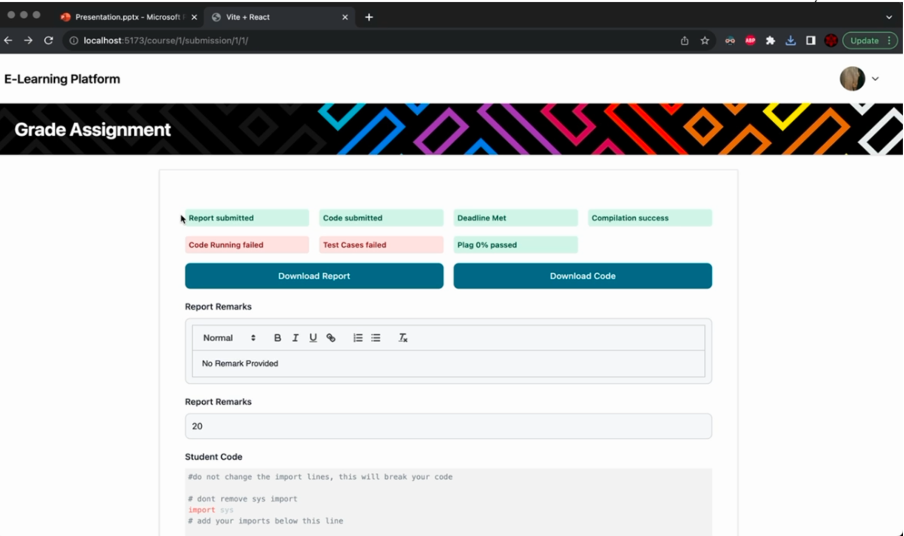 Presentation.pptx - Microsoft
Vite + React
localhost:5173/course/1/submission/1/1/
ABP
Update
E-Learning Platform
Grade Assignment
Report submitted
Code submitted
Deadline Met
Compilation success
Code Running failed
Test Cases failed
Plag 0% passed
Download Report
Download Code
Report Remarks
Normal
B I U
No Remark Provided
Report Remarks
20
Student Code
#do not change the import lines, this will break your code
# dont remove sys import
import sys
# add your imports below this line